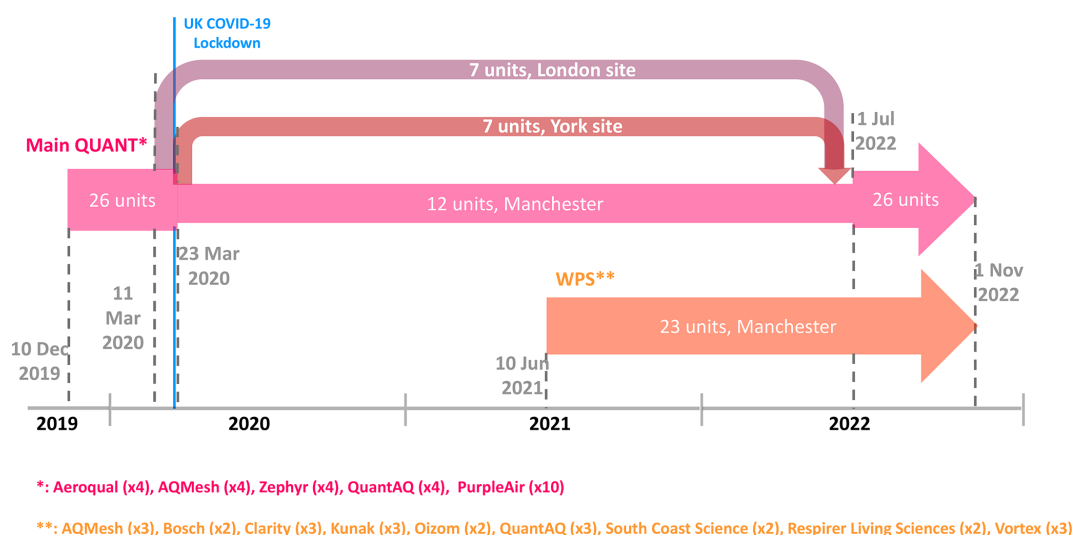 UK COVID-19
Lockdown
7 units, London site
7 units, York site
1 Jul
2022
Main QUANT*
26 units
12 units, Manchester
26 units
23 Mar
2020
11
Mar
2020
WPS**
1 Nov
2022
23 units, Manchester
10 Dec
2019
10 Jun
2021
2019
2020
2021
2022
*: Aeroqual (x4), AQMesh (x4), Zephyr (x4), QuantAQ (x4), PurpleAir (x10)
**: AQMesh (x3), Bosch (x2), Clarity (x3), Kunak (x3), Oizom (x2), QuantAQ (x3), South Coast Science (x2), Respirer Living Sciences (x2), Vortex (x3)